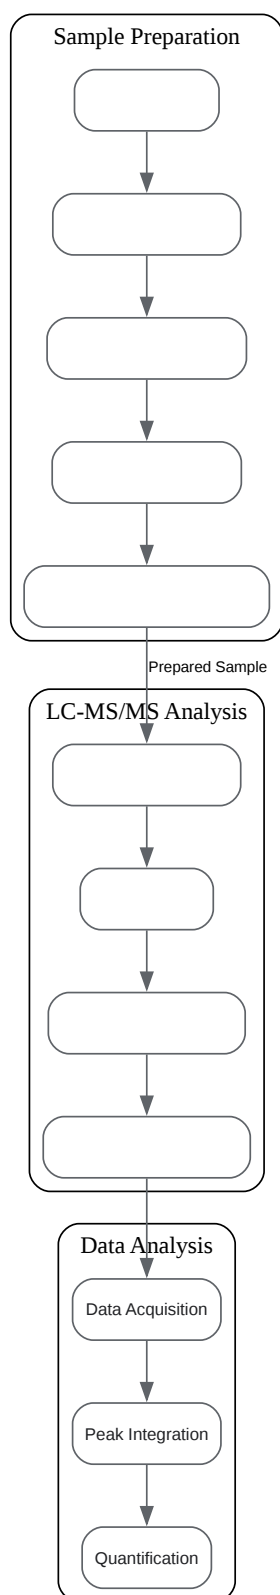 Sample Preparation
Prepared Sample
LC-MS/MS Analysis
Data Analysis
Data Acquisition
Peak Integration
Quantification